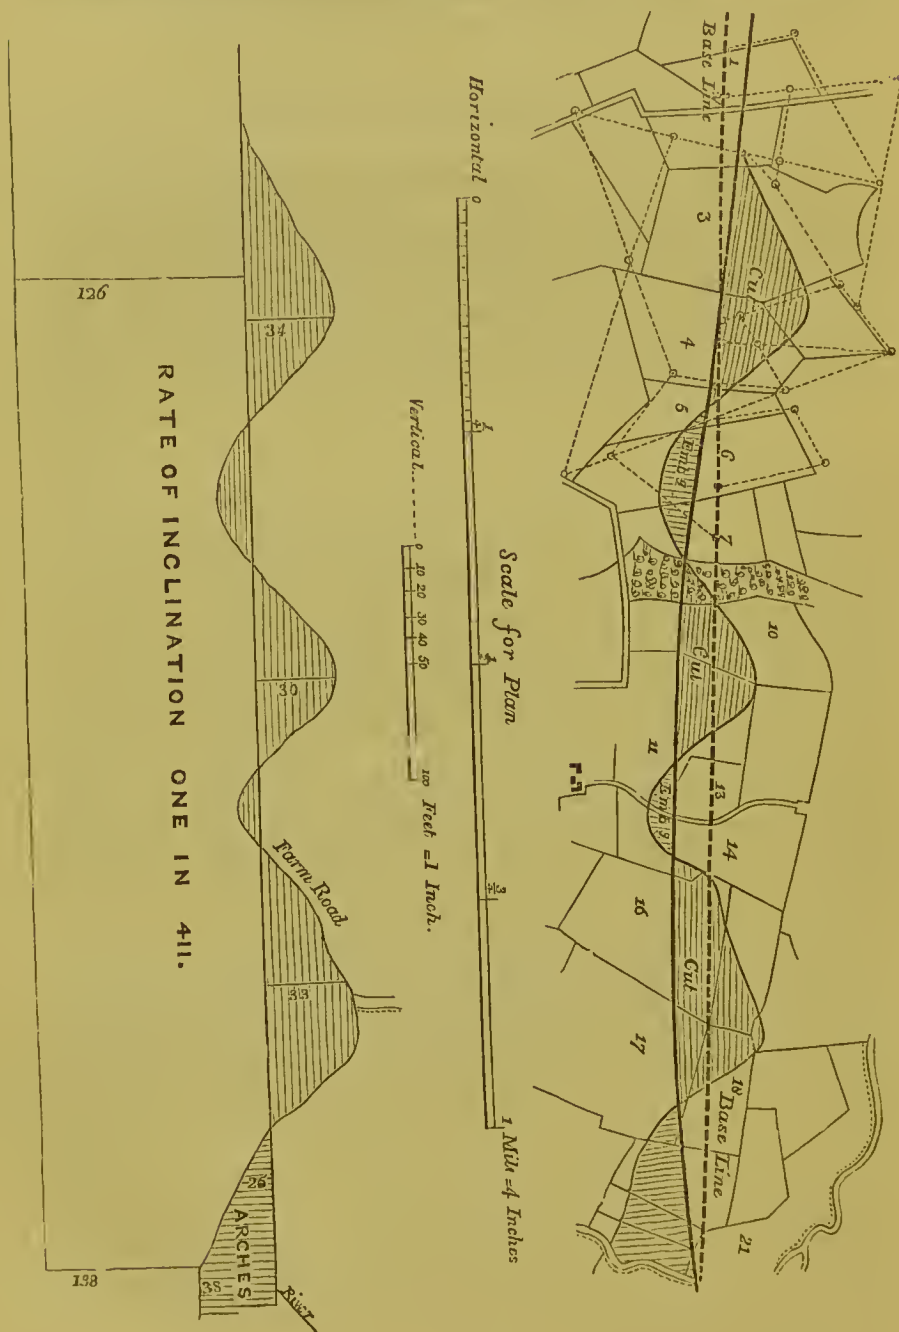 Base Line
1
3
Cut
4
5
Emb.g
6
7
10
Cut
11
13
Emb.g
14
16
Cut
17
18
Base Line
21
Scale for Plan
Horizontal
0
1/4
1/2
3/4
1 Mile = 4 Inches
Vertical
0
10
20
30
40
50
100 Feet = 1 Inch.
34
30
Farm Road
33
26
ARCHES
38
River
126
138
RATE OF INCLINATION ONE IN 411.